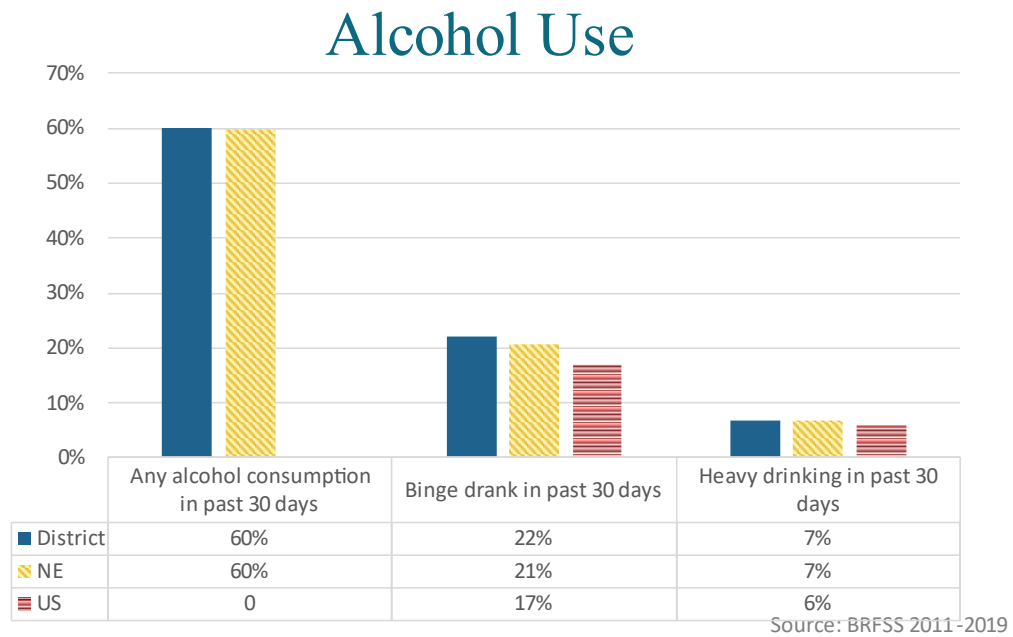 Alcohol Use
70%
60%
50%
40%
30%
20%
10%
0%
Any alcohol consumption
in past 30 days
Binge drank in past 30 days
Heavy drinking in past 30
days
District 60% 22% 7%
NE 60% 21% 7%
US 0 17% 6%
Source: BRFSS 2011-2019